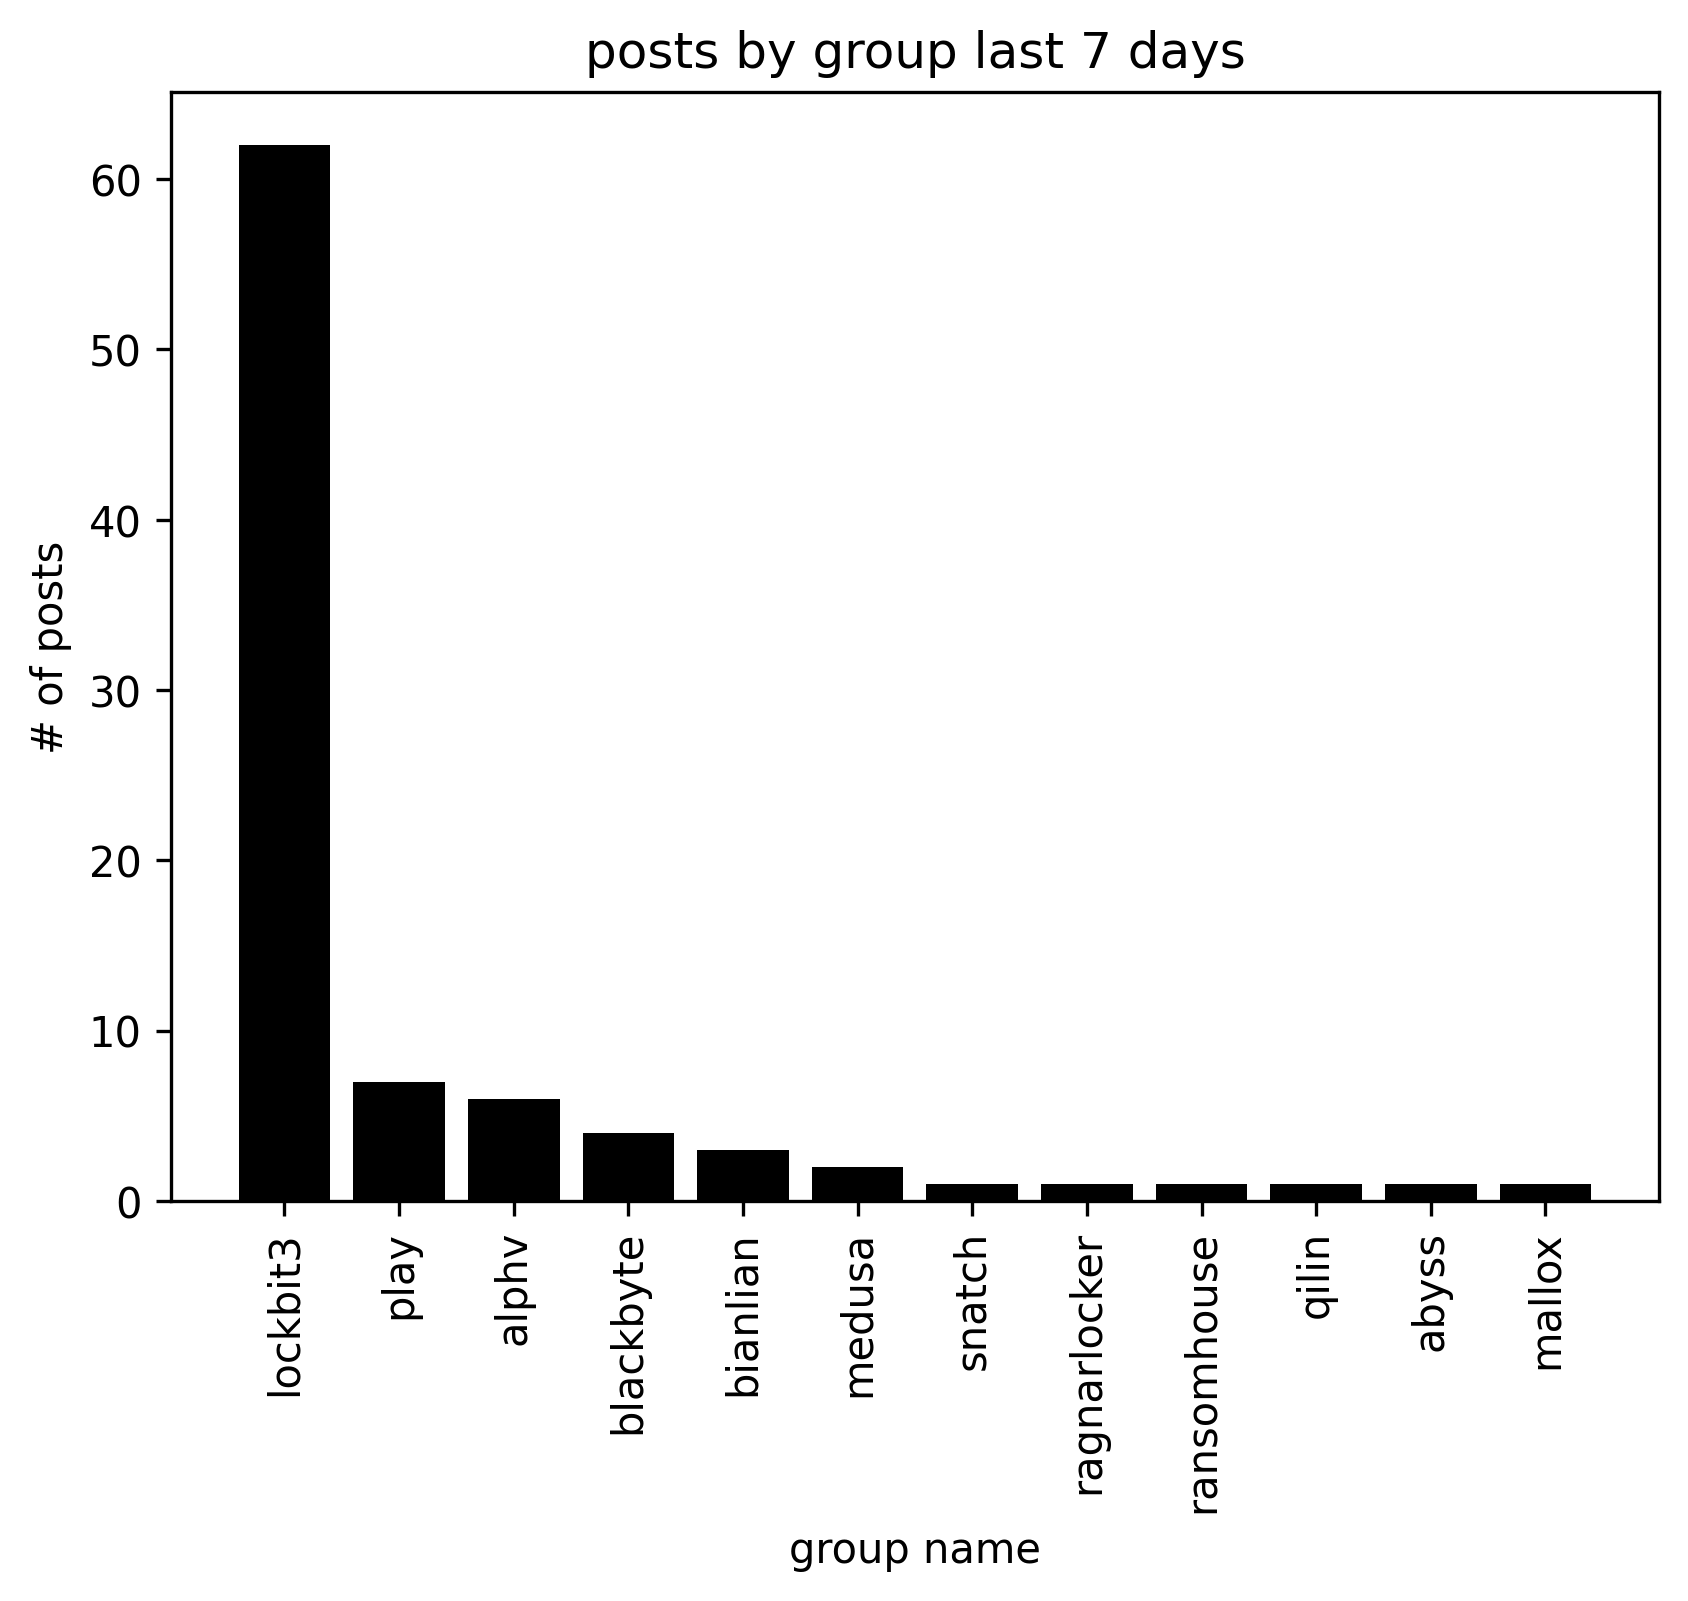 posts by group last 7 days
# of posts
60
50
40
30
20
10
0
lockbit3
play
alphv
blackbyte
bianlian
medusa
snatch
ragnarlocker
ransomhouse
qilin
abyss
mallox
group name